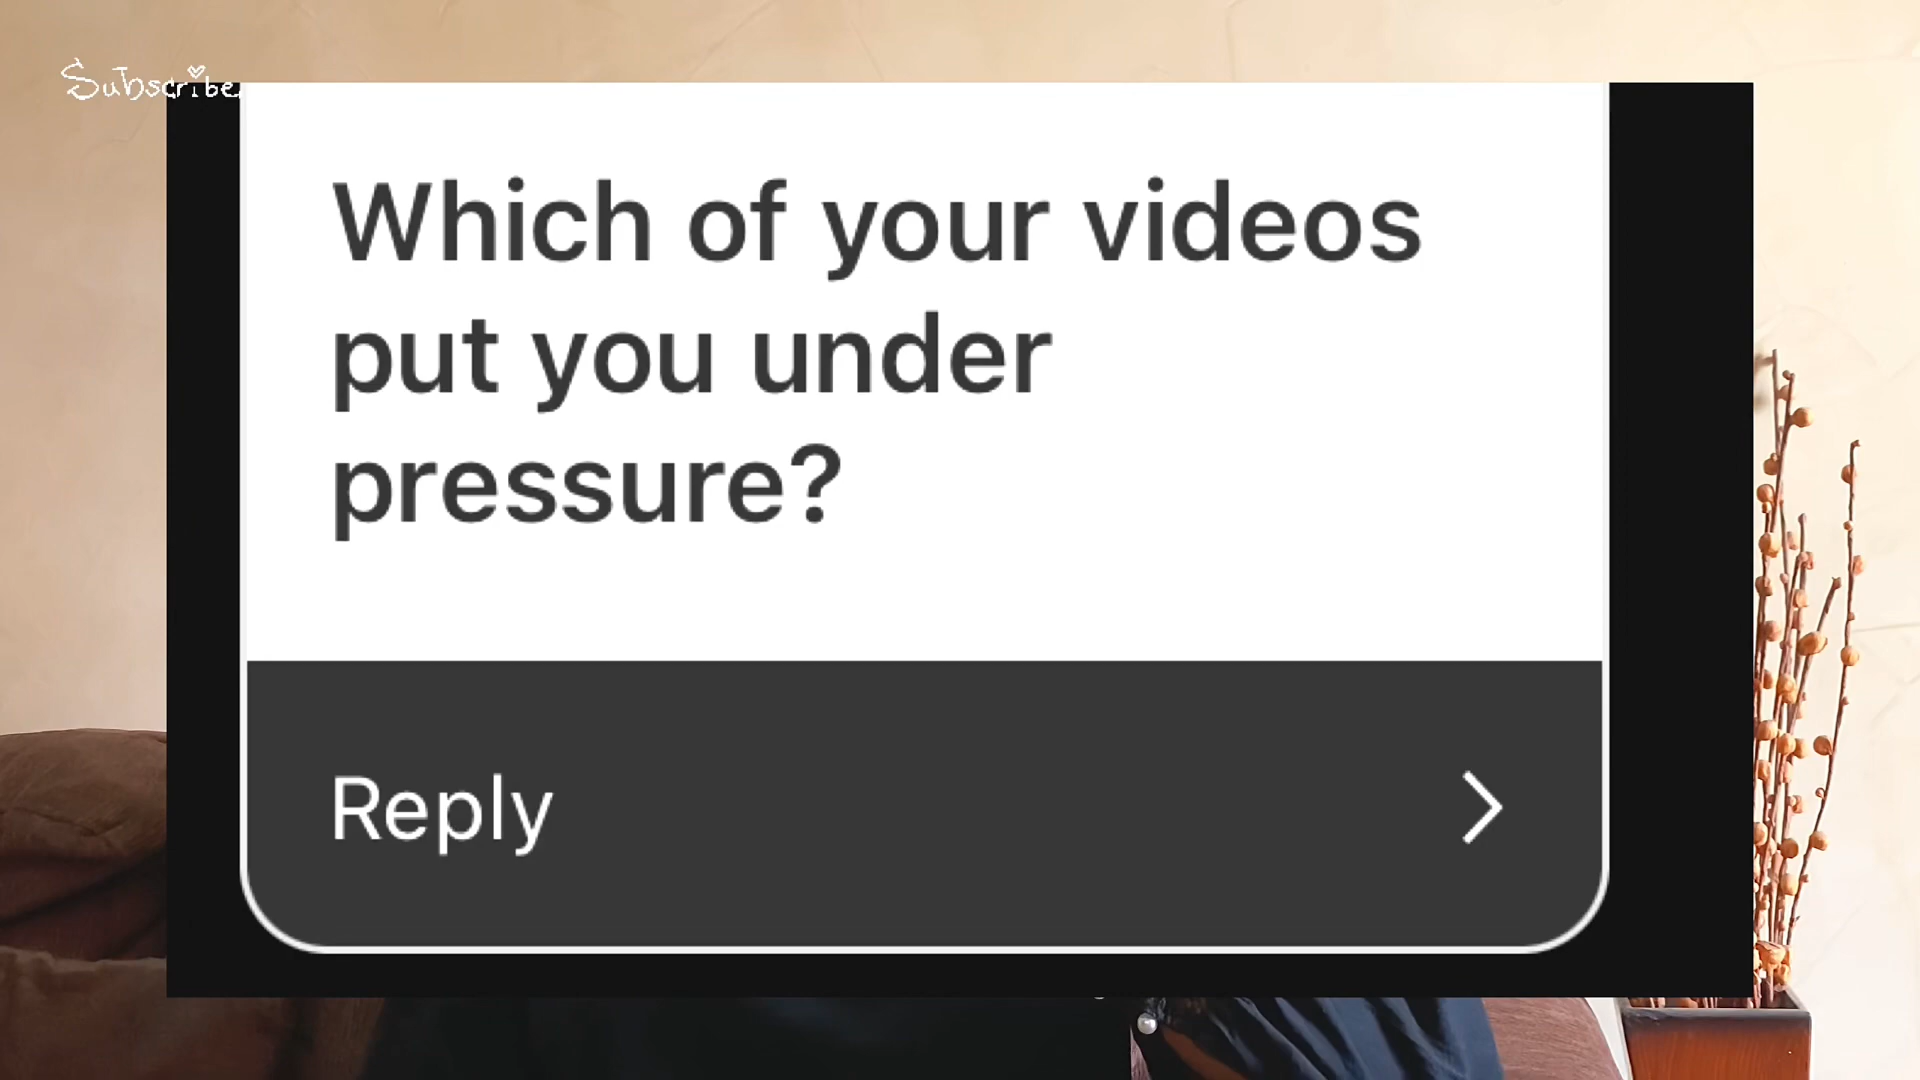 Subscribe
Which of your videos
put you under
pressure?
Reply